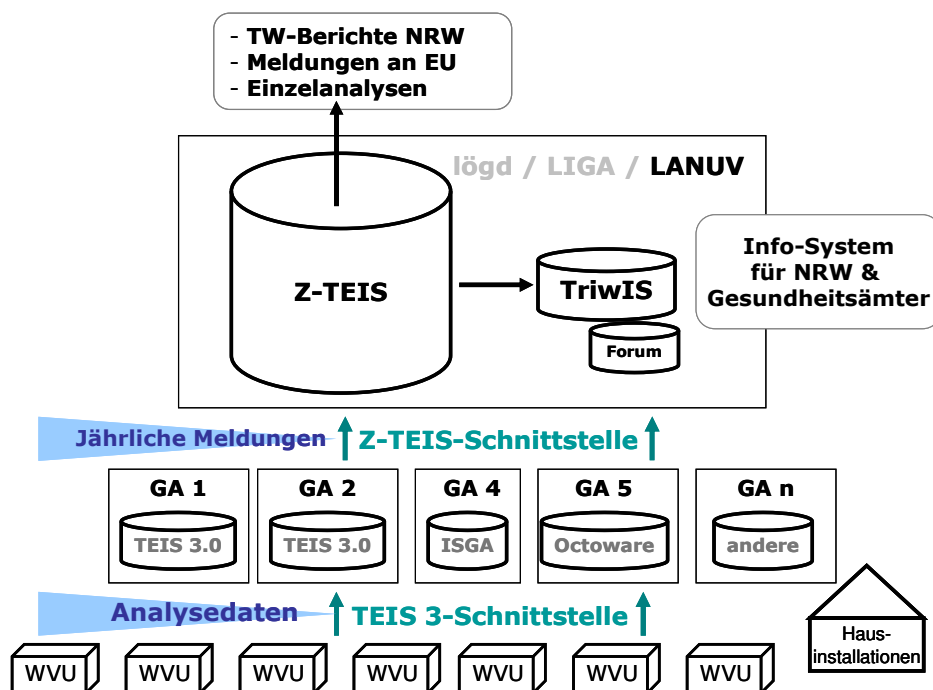 - TW-Berichte NRW
- Meldungen an EU
- Einzelanalysen
lögd / LIGA / LANUV
Z-TEIS
TriwIS
Forum
Info-System
für NRW &
Gesundheitsämter
Jährliche Meldungen
Z-TEIS-Schnittstelle
GA 1
GA 2
GA 4
GA 5
GA n
TEIS 3.0
TEIS 3.0
ISGA
Octoware
andere
Analysedaten
TEIS 3-Schnittstelle
Haus-
installationen
WVU
WVU
WVU
WVU
WVU
WVU
WVU